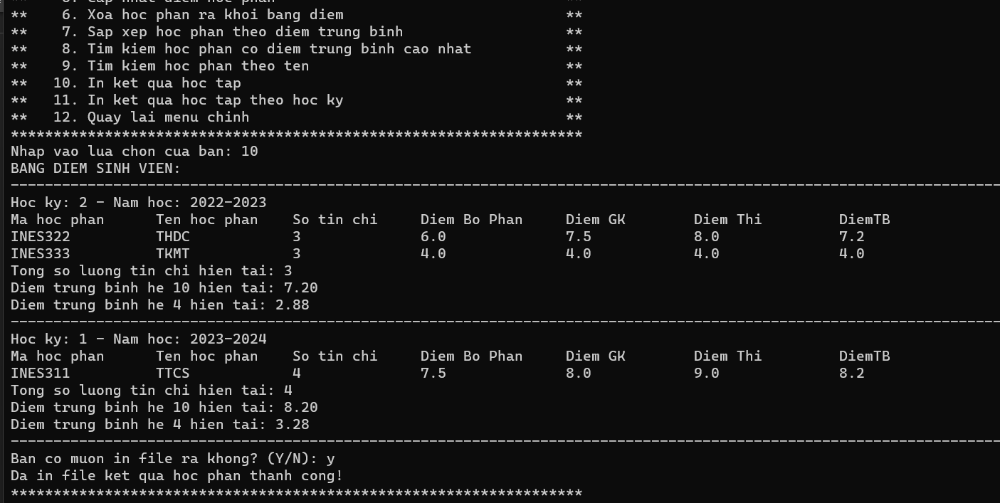 **    6. Xoa hoc phan ra khoi bang diem                          **
**    7. Sap xep hoc phan theo diem trung binh                   **
**    8. Tim kiem hoc phan co diem trung binh cao nhat           **
**    9. Tim kiem hoc phan theo ten                              **
**   10. In ket qua hoc tap                                      **
**   11. In ket qua hoc tap theo hoc ky                          **
**   12. Quay lai menu chinh                                     **
*******************************************************************
Nhap vao lua chon cua ban: 10
BANG DIEM SINH VIEN:
--------------------------------------------------------------------------------------------------------------------
Hoc ky: 2 - Nam hoc: 2022-2023
Ma hoc phan      Ten hoc phan    So tin chi     Diem Bo Phan     Diem GK        Diem Thi         DiemTB
INES322          THDC            3              6.0              7.5            8.0              7.2
INES333          TKMT            3              4.0              4.0            4.0              4.0
Tong so luong tin chi hien tai: 3
Diem trung binh he 10 hien tai: 7.20
Diem trung binh he 4 hien tai: 2.88
--------------------------------------------------------------------------------------------------------------------
Hoc ky: 1 - Nam hoc: 2023-2024
Ma hoc phan      Ten hoc phan    So tin chi     Diem Bo Phan     Diem GK        Diem Thi         DiemTB
INES311          TTCS            4              7.5              8.0            9.0              8.2
Tong so luong tin chi hien tai: 4
Diem trung binh he 10 hien tai: 8.20
Diem trung binh he 4 hien tai: 3.28
--------------------------------------------------------------------------------------------------------------------
Ban co muon in file ra khong? (Y/N): y
Da in file ket qua hoc phan thanh cong!
*******************************************************************